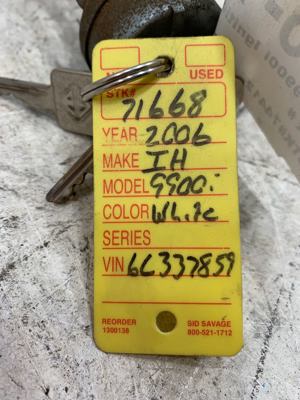 N USED
STK#
71668
YEAR 2006
MAKE IH
MODEL 9900i
COLOR White
SERIES
VIN 6C337859
REORDER SID SAVAGE
1300138 800-521-1712